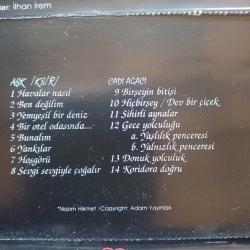 ler: İlhan İrem
AŞK İKSİRİ
1 Havalar nasıl
2 Ben değilim
3 Yemyeşil bir deniz
4 Bir otel odasında...
5 Bunalım
6 Yankılar
7 Hoşgörü
8 Sevgi sevgiyle çoğalır
CADI AĞACI
9 Birşeyin bitişi
10 Hiçbirşey / Dev bir çiçek
11 Sihirli aynalar
12 Gece yolculuğu
a. Yaşlılık penceresi
b. Yalnızlık penceresi
13 Donuk yolculuk
14 Koridora doğru
*Nazım Hikmet /Copyright: Adam Yayınları